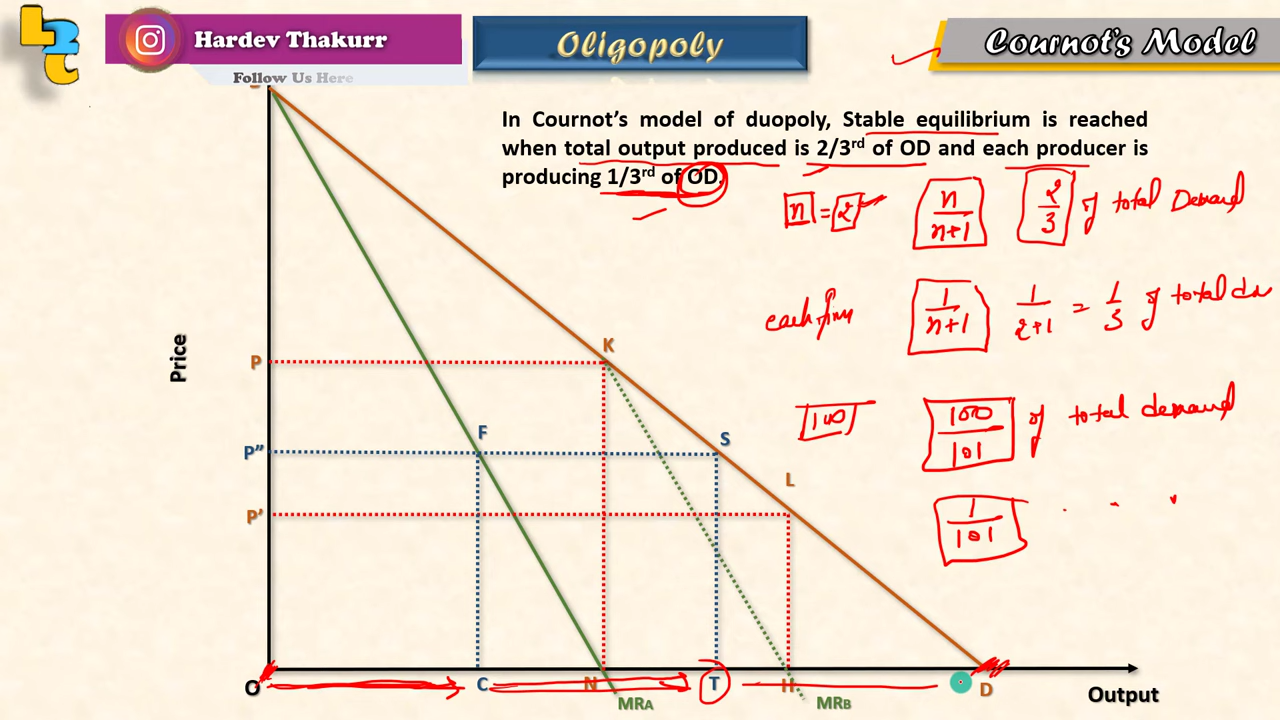 L2C
Hardev Thakurr
Follow Us Here
Oligopoly
Cournot's Model
In Cournot's model of duopoly, Stable equilibrium is reached
when total output produced is 2/3rd of OD and each producer is
producing 1/3rd of OD.
n = 2 n/n+1 2/3 of total Demand
each firm 1/n+1 1/2+1 = 1/3 of total
100 100/101 of total demand
1/101
Price
P
K
F
P"
S
L
P'
O
C
N
T
H
D
MRA
MRB
Output